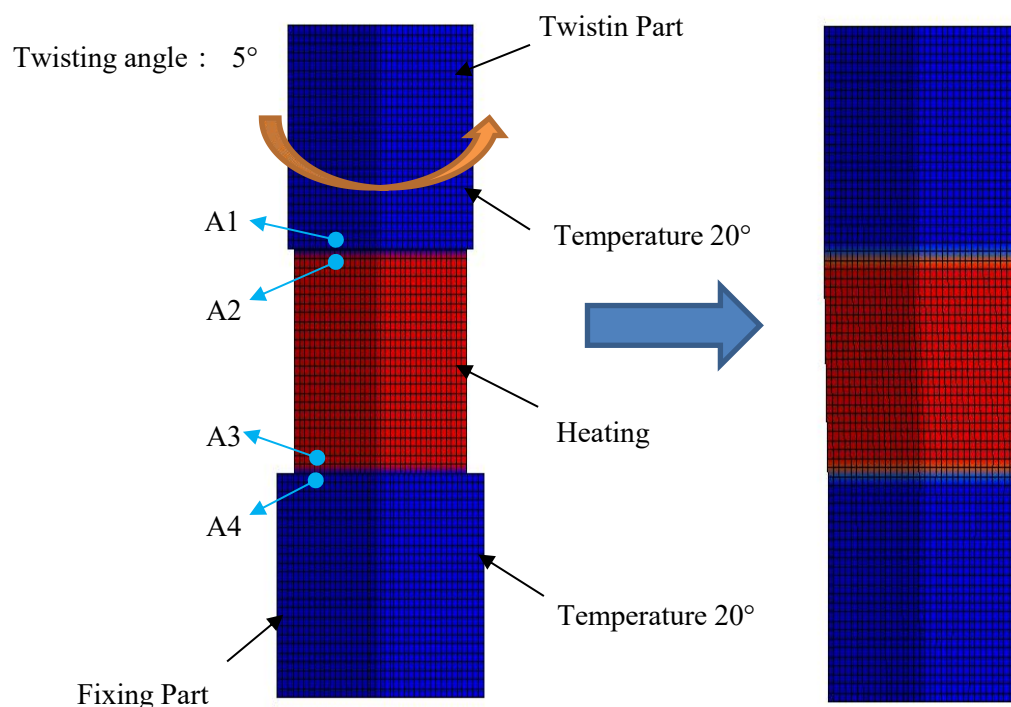 Twistin Part
Twisting angle： 5°
A1
Temperature 20°
A2
Heating
A3
A4
Temperature 20°
Fixing Part